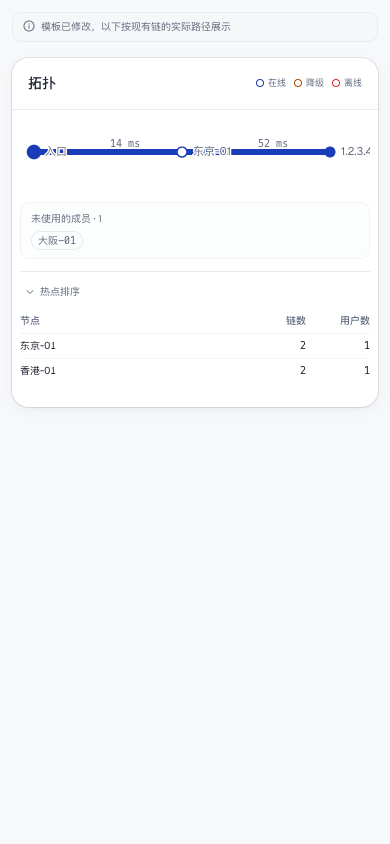 模板已修改，以下按现有链的实际路径展示
拓扑
在线 降级 离线
14 ms 52 ms
入口 东京-01 1.2.3.4
未使用的成员 · 1
大阪-01
热点排序
节点 链数 用户数
东京-01 2 1
香港-01 2 1